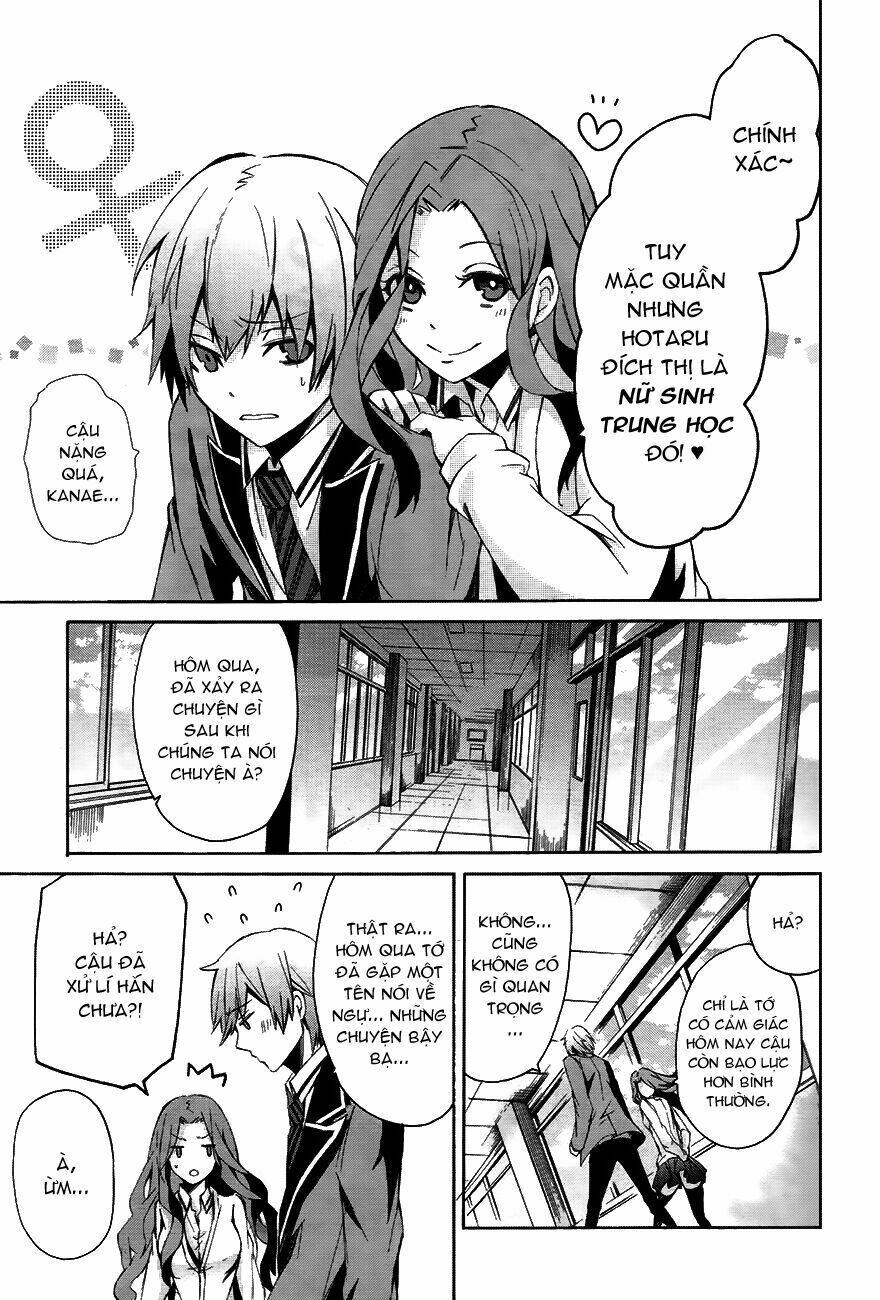 CHÍNH
XÁC~
TUY
MẶC QUẦN
NHƯNG
HOTARU
ĐÍCH THỊ LÀ
NỮ SINH
TRUNG HỌC
ĐÓ! ♥
CẬU
NẶNG
QUÁ,
KANAE...
HÔM QUA,
ĐÃ XẢY RA
CHUYỆN GÌ
SAU KHI
CHÚNG TA NÓI
CHUYỆN À?
HẢ?
CHỈ LÀ TỚ
CÓ CẢM GIÁC
HÔM NAY CẬU
CÒN BẠO LỰC
HƠN BÌNH
THƯỜNG.
KHÔNG...
CŨNG
KHÔNG CÓ
GÌ QUAN
TRỌNG
...
THẬT RA...
HÔM QUA TỚ
ĐÃ GẶP MỘT
TÊN NÓI VỀ
NGỰ... NHỮNG
CHUYỆN BẬY
BẠ...
HẢ?
CẬU ĐÃ
XỬ LÍ HẮN
CHƯA?!
À,
ỪM...